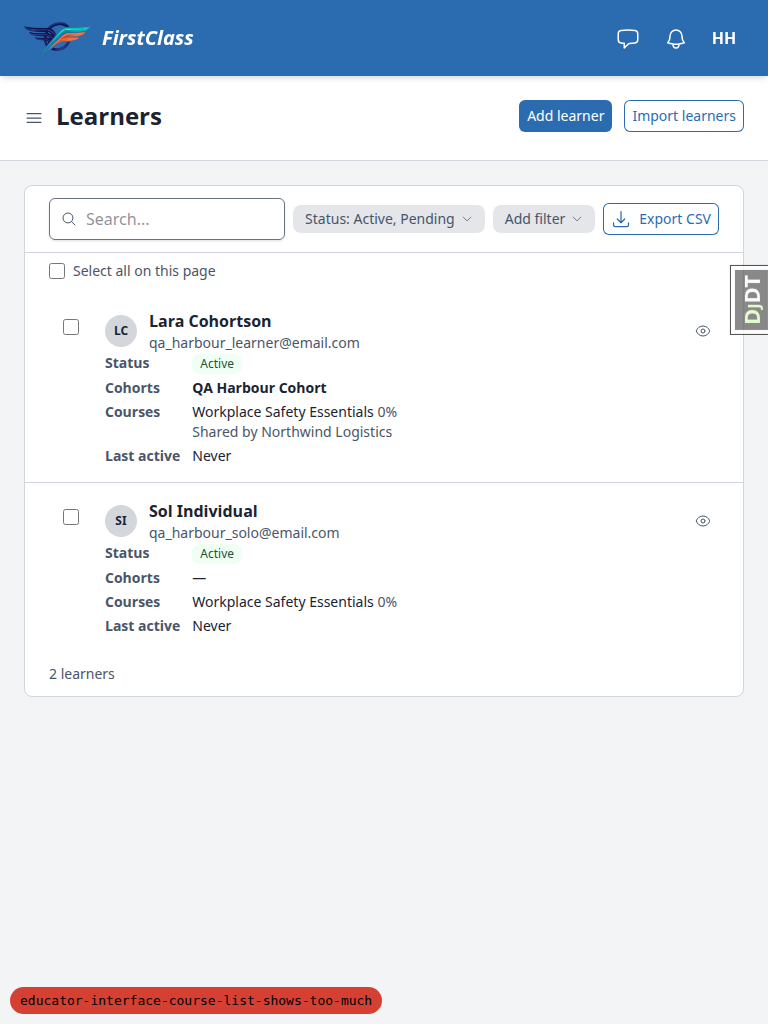 FirstClass
HH
Learners
Add learner
Import learners
Search...
Status: Active, Pending
Add filter
Export CSV
Select all on this page
DJDT
LC
Lara Cohortson
qa_harbour_learner@email.com
Status Active
Cohorts QA Harbour Cohort
Courses Workplace Safety Essentials 0%
Shared by Northwind Logistics
Last active Never
SI
Sol Individual
qa_harbour_solo@email.com
Status Active
Cohorts —
Courses Workplace Safety Essentials 0%
Last active Never
2 learners
educator-interface-course-list-shows-too-much